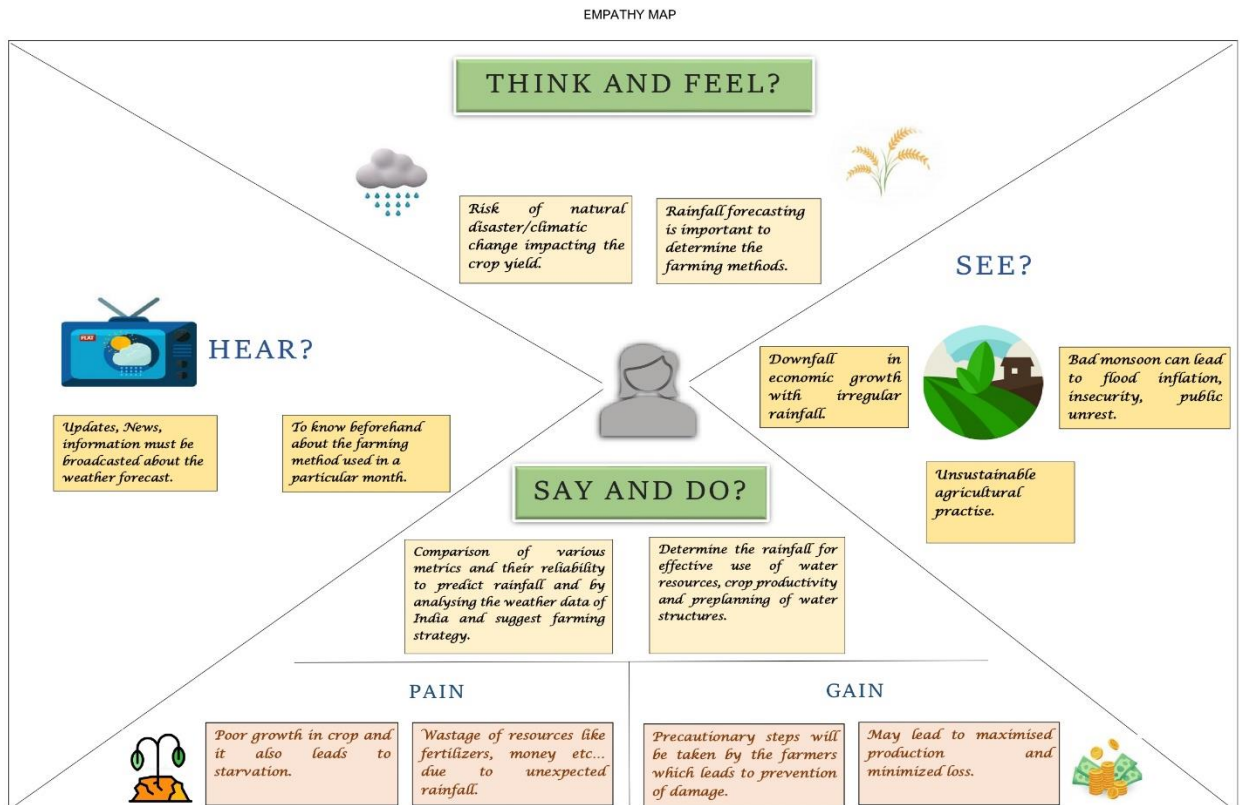 EMPATHY MAP
THINK AND FEEL?
Risk of natural
disaster/climatic
change impacting the
crop yield.
Rainfall forecasting
is important to
determine the
farming methods.
SEE?
Downfall in
economic growth
with irregular
rainfall.
Bad monsoon can lead
to flood inflation,
insecurity, public
unrest.
Unsustainable
agricultural
practise.
HEAR?
Updates, News,
information must be
broadcasted about the
weather forecast.
To know beforehand
about the farming
method used in a
particular month.
SAY AND DO?
Comparison of various
metrics and their reliability
to predict rainfall and by
analysing the weather data of
India and suggest farming
strategy.
Determine the rainfall for
effective use of water
resources, crop productivity
and preplanning of water
structures.
PAIN
Poor growth in crop and
it also leads to
starvation.
Wastage of resources like
fertilizers, money etc...
due to unexpected
rainfall.
GAIN
Precautionary steps will
be taken by the farmers
which leads to prevention
of damage.
May lead to maximised
production and
minimized loss.